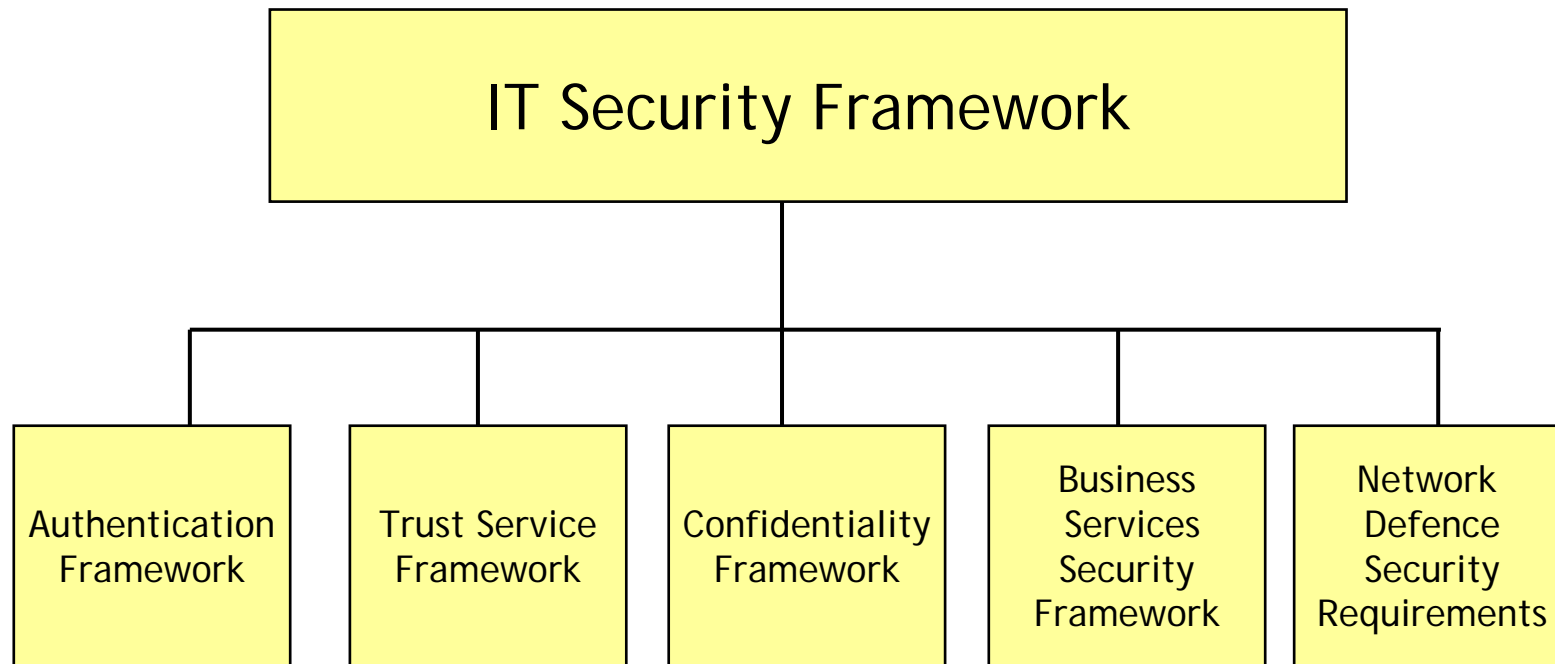 IT Security Framework
Authentication
Framework
Trust Service
Framework
Confidentiality
Framework
Business
Services
Security
Framework
Network
Defence
Security
Requirements